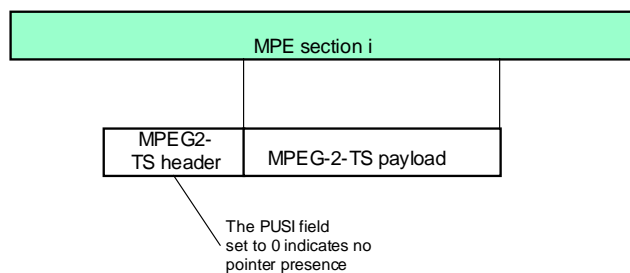 MPE section i
MPEG2-
TS header
MPEG-2-TS payload
The PUSI field
set to 0 indicates no
pointer presence